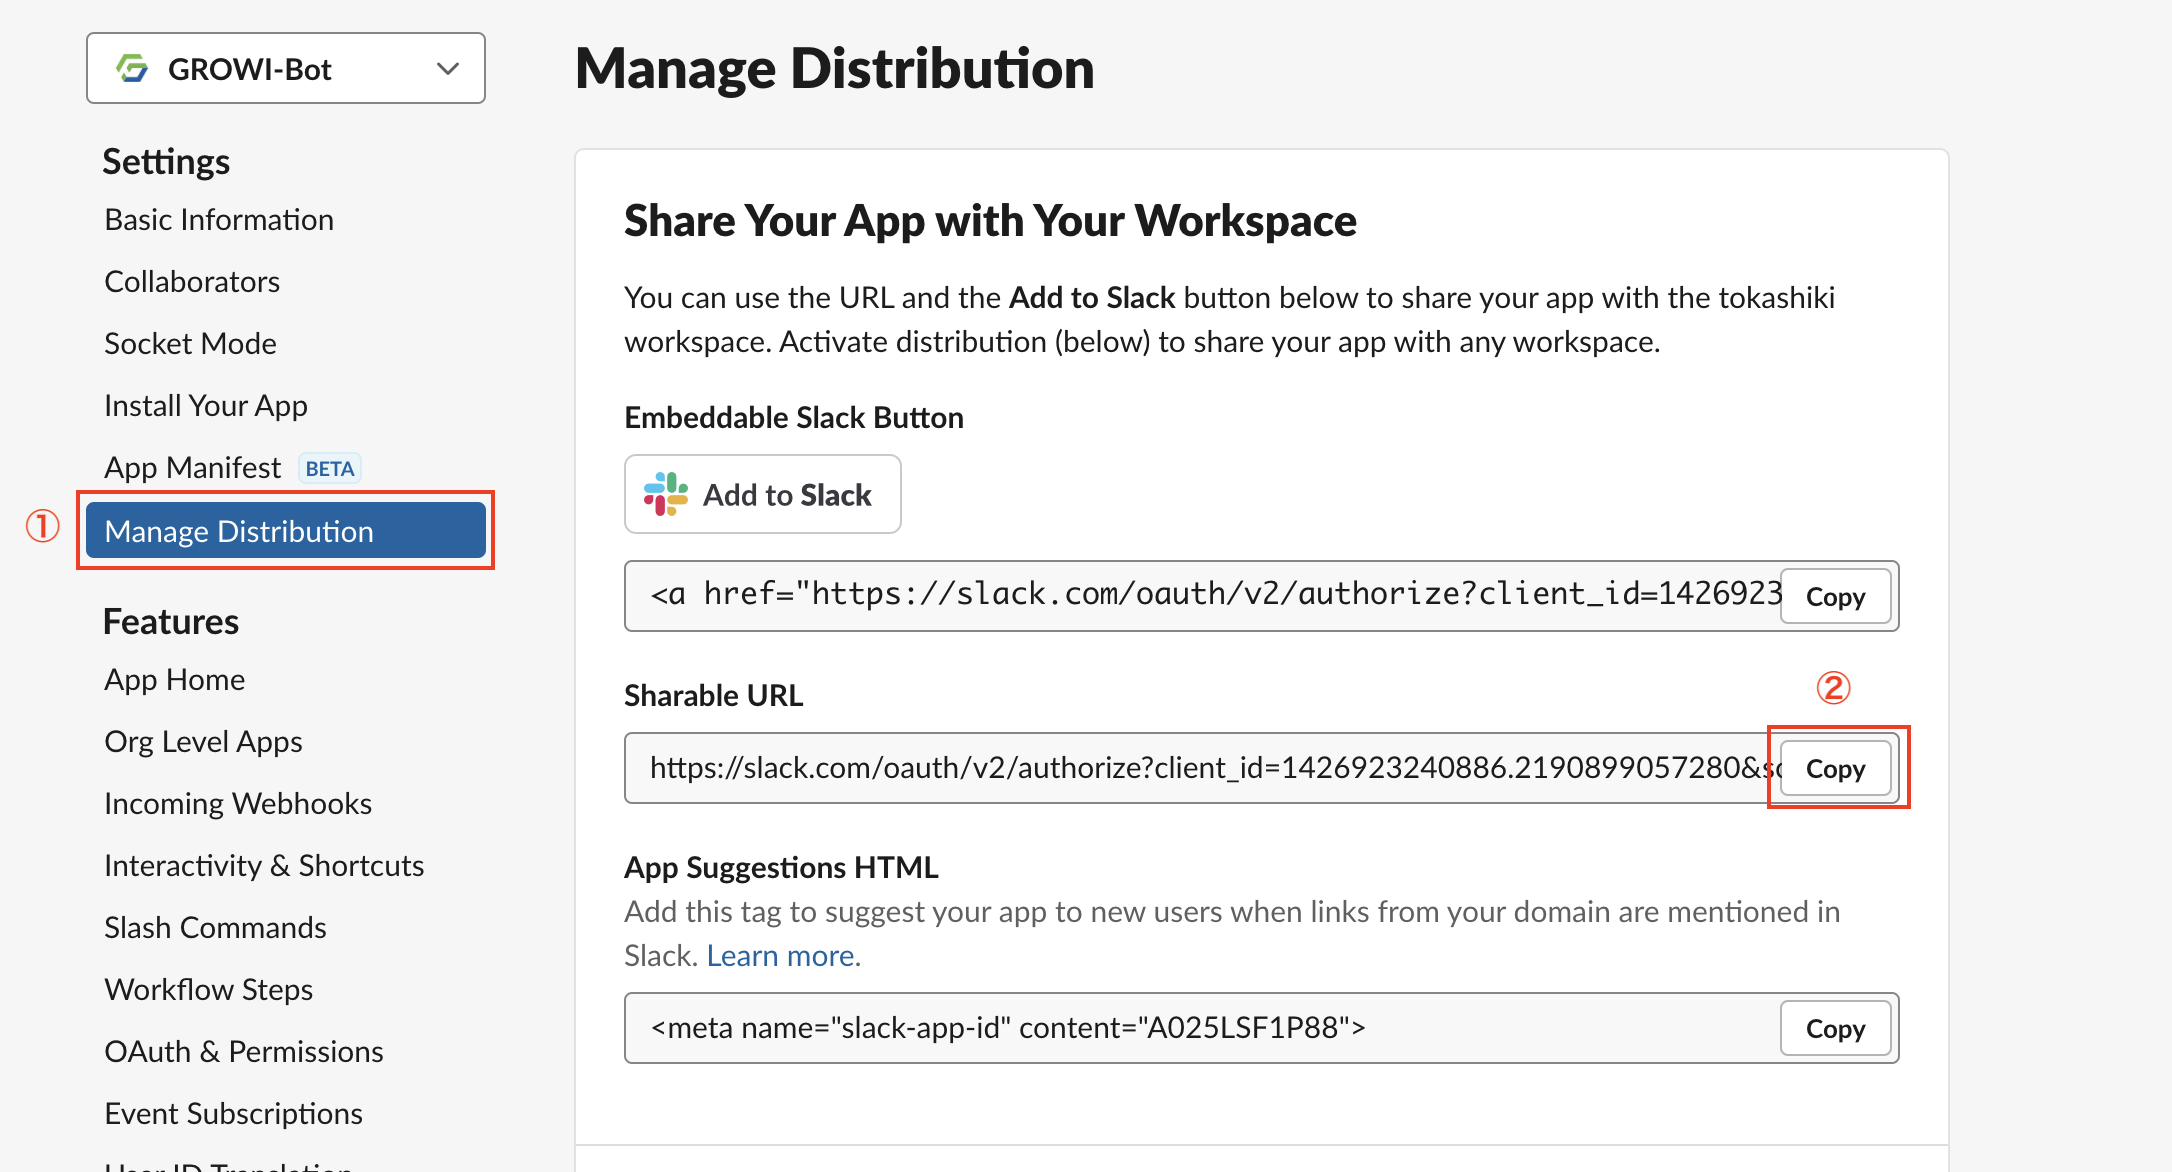 GROWI-Bot
Settings
Basic Information
Collaborators
Socket Mode
Install Your App
App Manifest BETA
① Manage Distribution
Features
App Home
Org Level Apps
Incoming Webhooks
Interactivity & Shortcuts
Slash Commands
Workflow Steps
OAuth & Permissions
Event Subscriptions
User ID Translation
Manage Distribution
Share Your App with Your Workspace
You can use the URL and the Add to Slack button below to share your app with the tokashiki
workspace. Activate distribution (below) to share your app with any workspace.
Embeddable Slack Button
Add to Slack
<a href="https://slack.com/oauth/v2/authorize?client_id=1426923 Copy
Sharable URL
②
https://slack.com/oauth/v2/authorize?client_id=1426923240886.2190899057280&sc Copy
App Suggestions HTML
Add this tag to suggest your app to new users when links from your domain are mentioned in
Slack. Learn more.
<meta name="slack-app-id" content="A025LSF1P88"> Copy